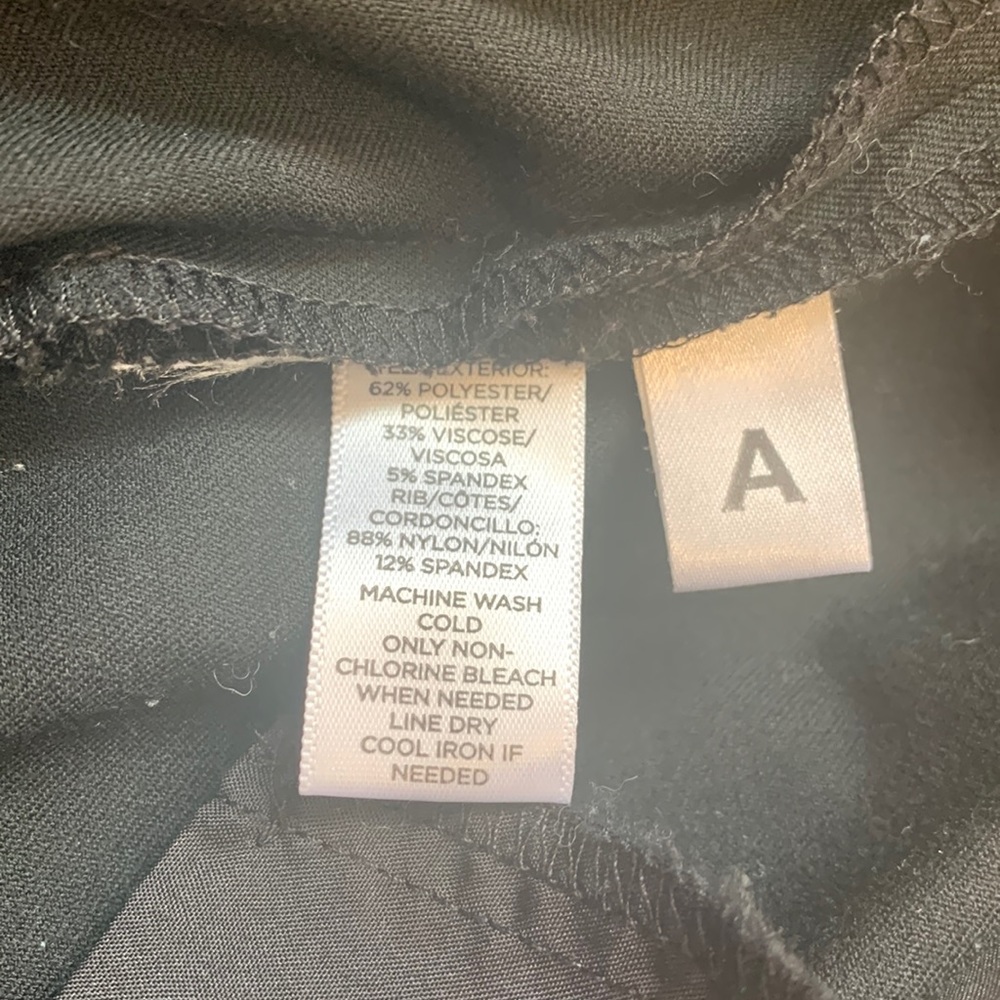 EXTERIOR:
62% POLYESTER/
POLIÉSTER
33% VISCOSE/
VISCOSA
5% SPANDEX
RIB/CÔTES/
CORDONCILLO:
88% NYLON/NILÓN
12% SPANDEX
MACHINE WASH
COLD
ONLY NON-
CHLORINE BLEACH
WHEN NEEDED
LINE DRY
COOL IRON IF
NEEDED
A